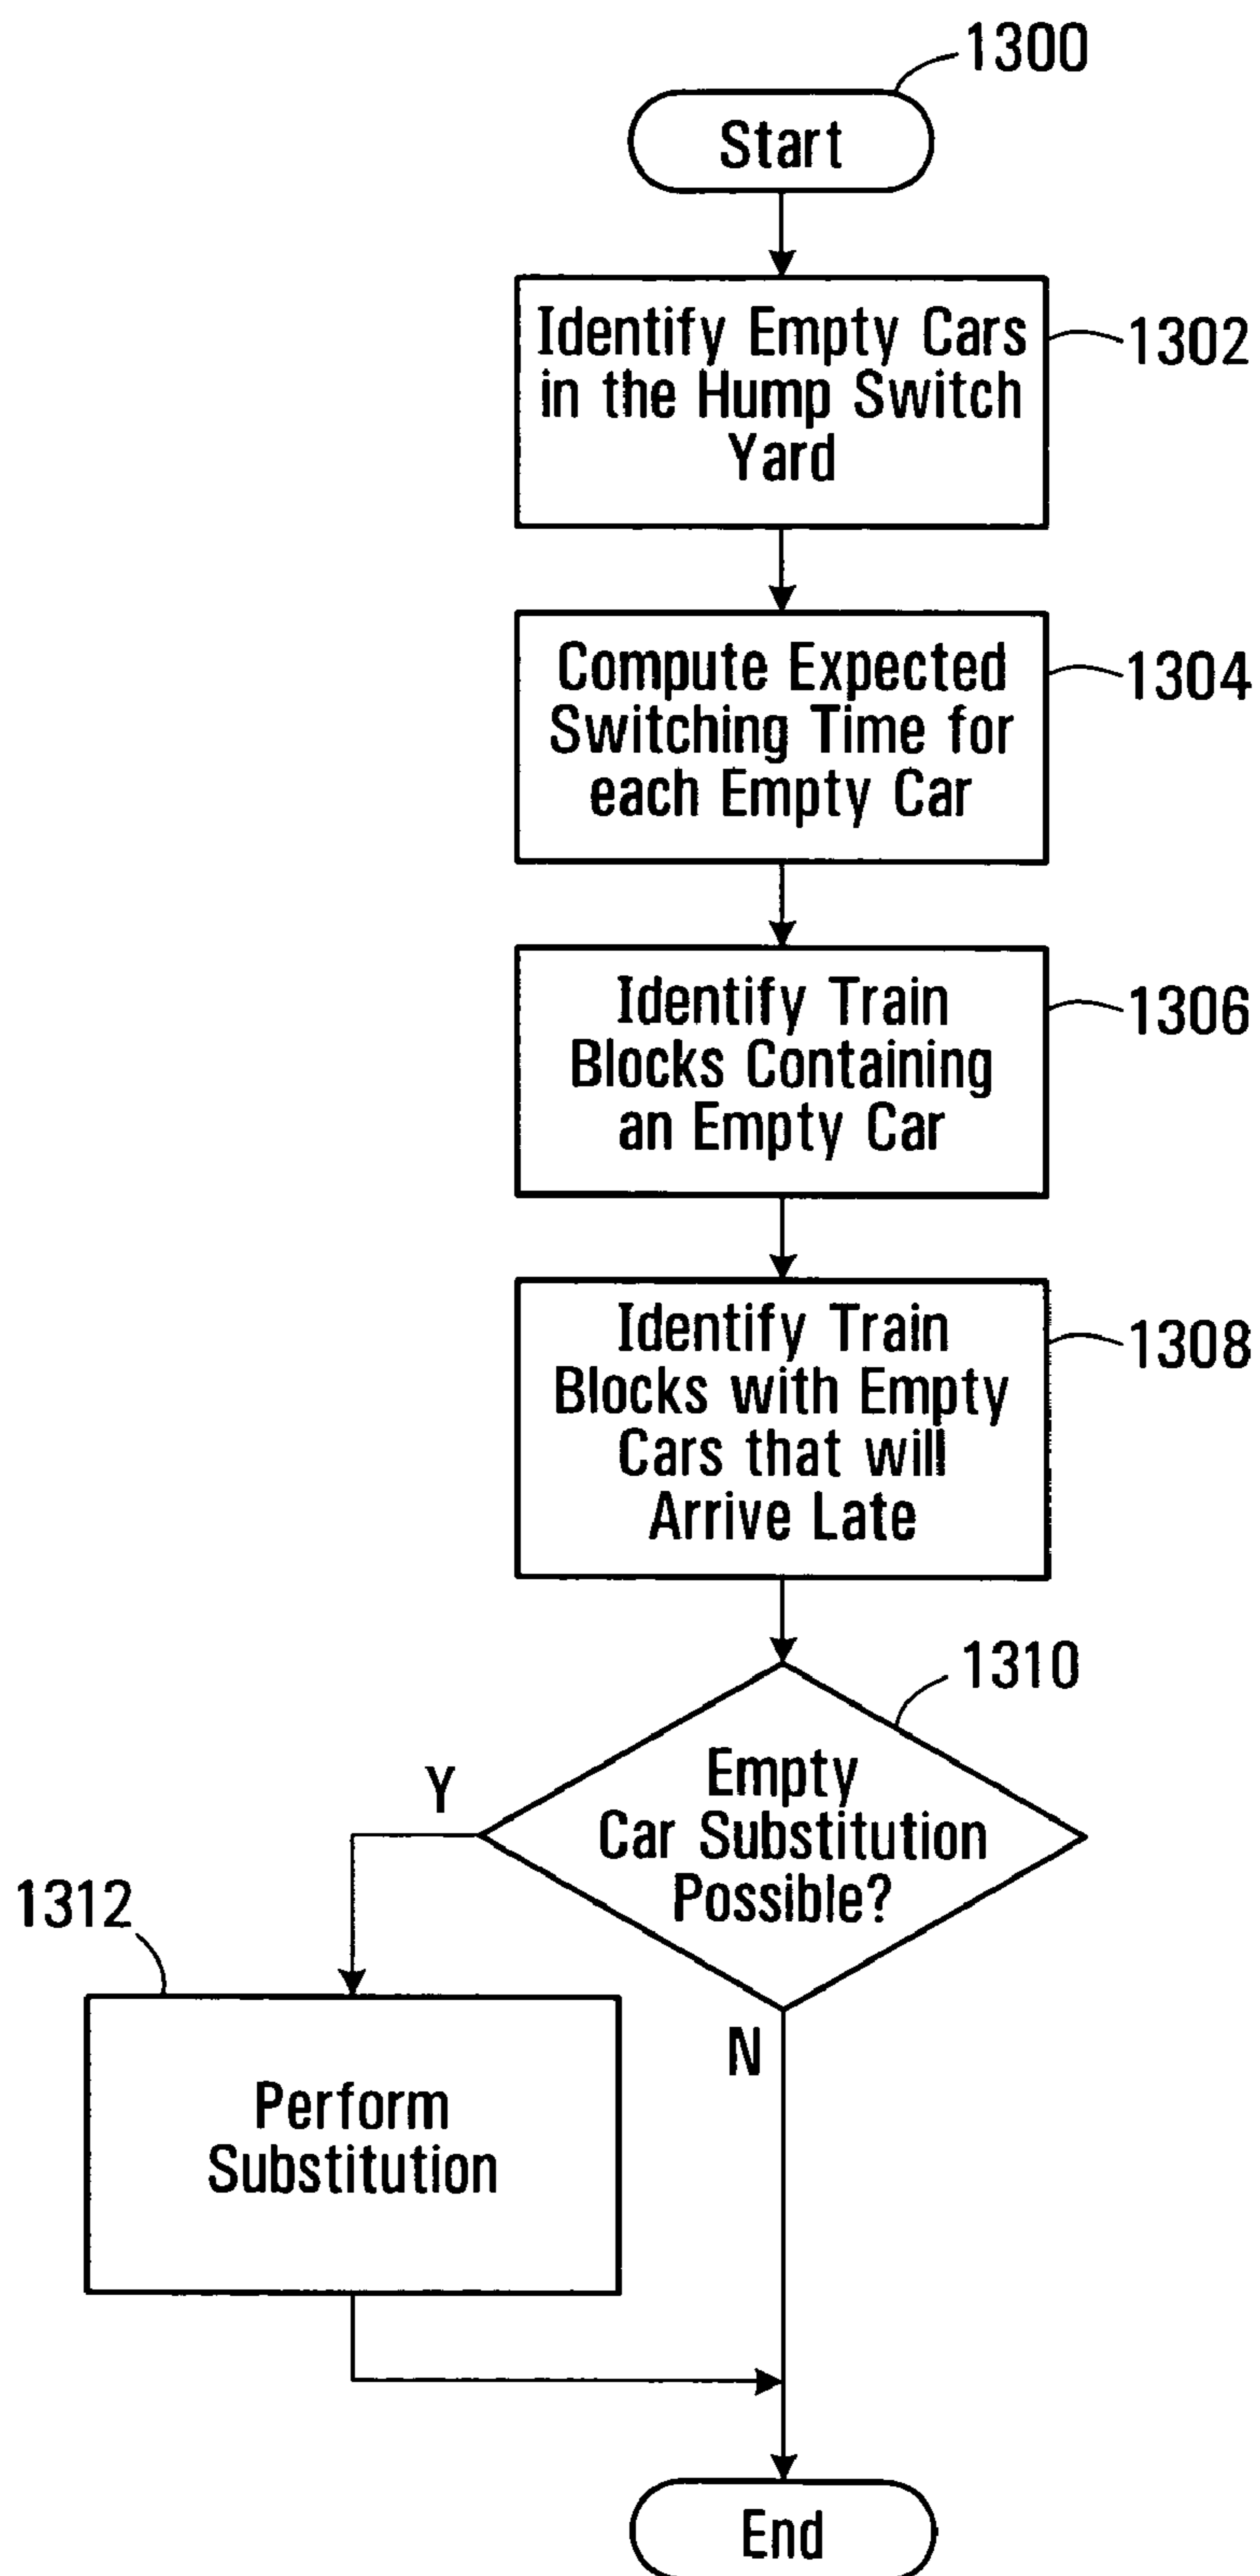 1300
Start
Identify Empty Cars
in the Hump Switch
Yard
1302
Compute Expected
Switching Time for
each Empty Car
1304
Identify Train
Blocks Containing
an Empty Car
1306
Identify Train
Blocks with Empty
Cars that will
Arrive Late
1308
1310
Empty
Car Substitution
Possible?
Y
N
1312
Perform
Substitution
End